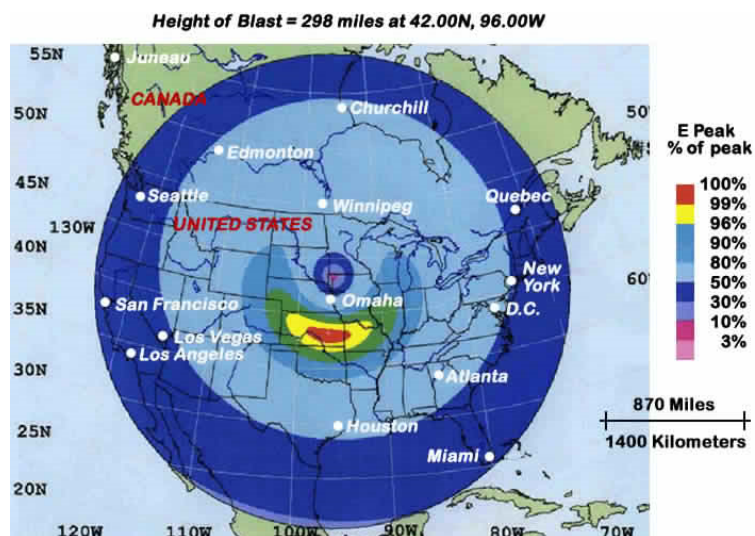 Height of Blast = 298 miles at 42.00N, 96.00W
55N
Juneau
CANADA
50N
Churchill
Edmonton
45N
Seattle
Winnipeg
Quebec
130W
UNITED STATES
40N
New
York
60
Omaha
San Francisco
D.C.
35N
Las Vegas
Los Angeles
30N
Atlanta
Houston
25N
Miami
20N
120W
110W
100W
90W
80W
70W
E Peak
% of peak
100%
99%
96%
90%
80%
50%
30%
10%
3%
870 Miles
1400 Kilometers